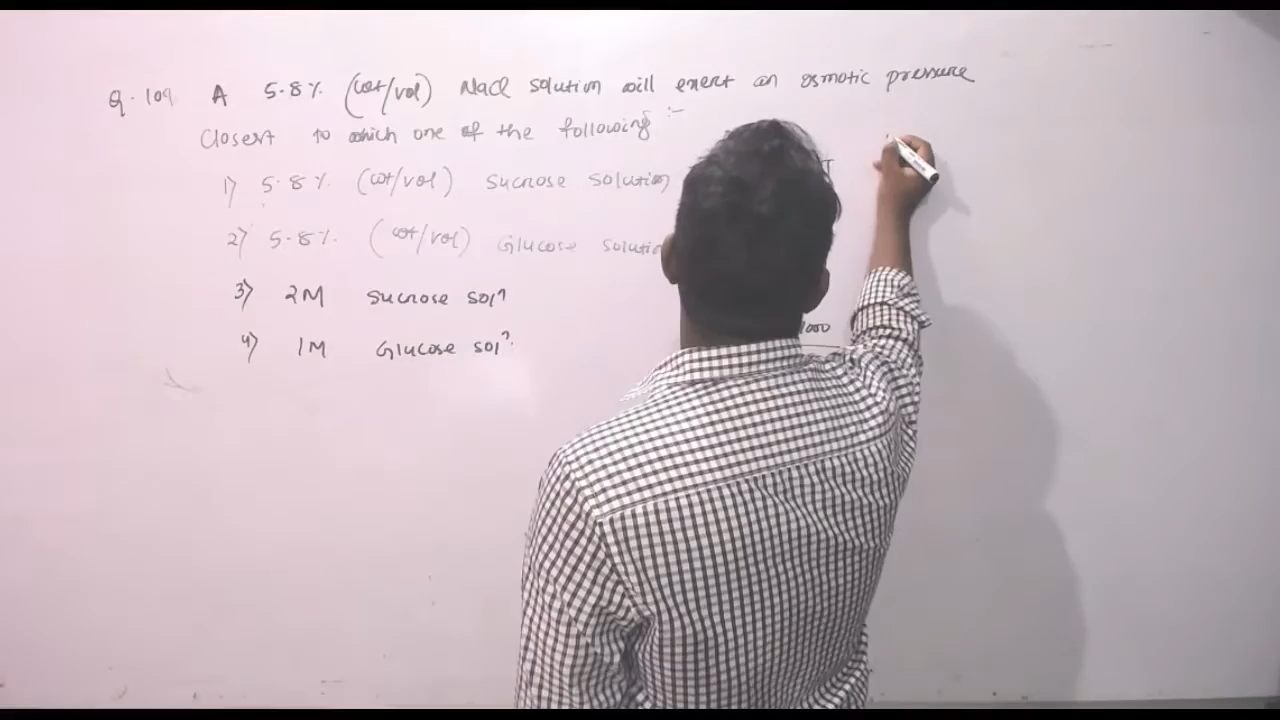 Q. 109 A 5.8% (wt/vol) NaCl solution will exert an osmotic pressure
closest to which one of the following :-
1) 5.8% (wt/vol) sucrose solution
2) 5.8% (wt/vol) Glucose solutio
3) 2M sucrose solⁿ
4) 1M Glucose solⁿ.
T
1000